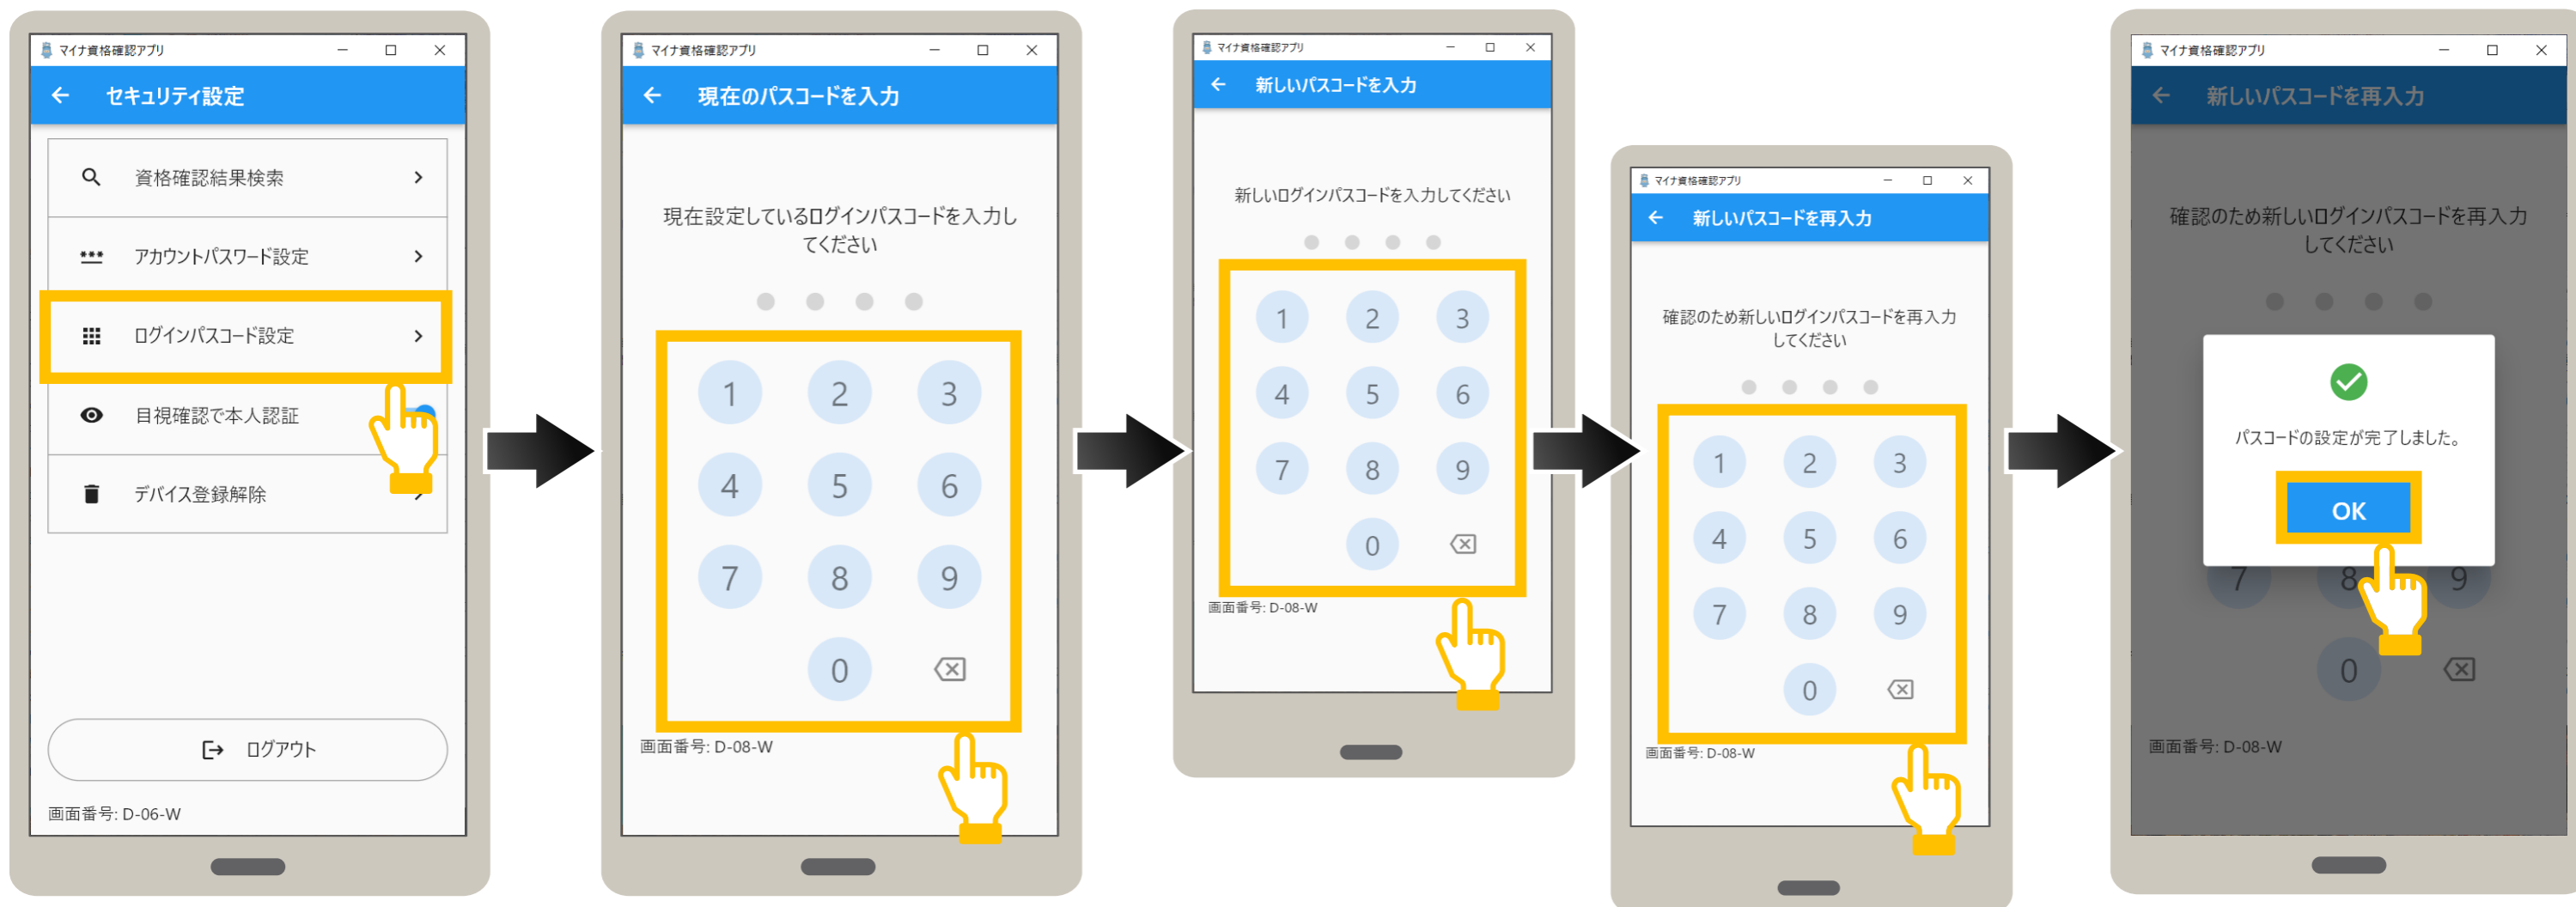 マイナ資格確認アプリ
セキュリティ設定
資格確認結果検索
アカウントパスワード設定
ログインパスコード設定
目視確認で本人認証
デバイス登録解除
ログアウト
画面番号: D-06-W
マイナ資格確認アプリ
現在のパスコードを入力
現在設定しているログインパスコードを入力し
てください
1 2 3
4 5 6
7 8 9
0
画面番号: D-08-W
マイナ資格確認アプリ
新しいパスコードを入力
新しいログインパスコードを入力してください
1 2 3
4 5 6
7 8 9
0
画面番号: D-08-W
マイナ資格確認アプリ
新しいパスコードを再入力
確認のため新しいログインパスコードを再入力
してください
1 2 3
4 5 6
7 8 9
0
画面番号: D-08-W
マイナ資格確認アプリ
新しいパスコードを再入力
確認のため新しいログインパスコードを再入力
してください
パスコードの設定が完了しました。
OK
7 8 9
0
画面番号: D-08-W